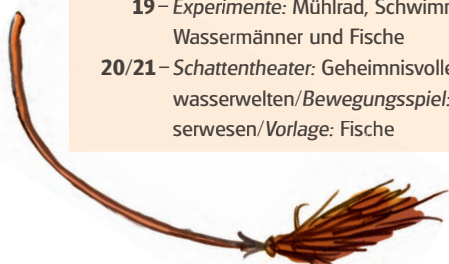 19 – Experimente: Mühlrad, Schwimm
Wassermänner und Fische
20/21 – Schattentheater: Geheimnisvolle
wasserwelten/Bewegungsspiel:
serwesen/Vorlage: Fische